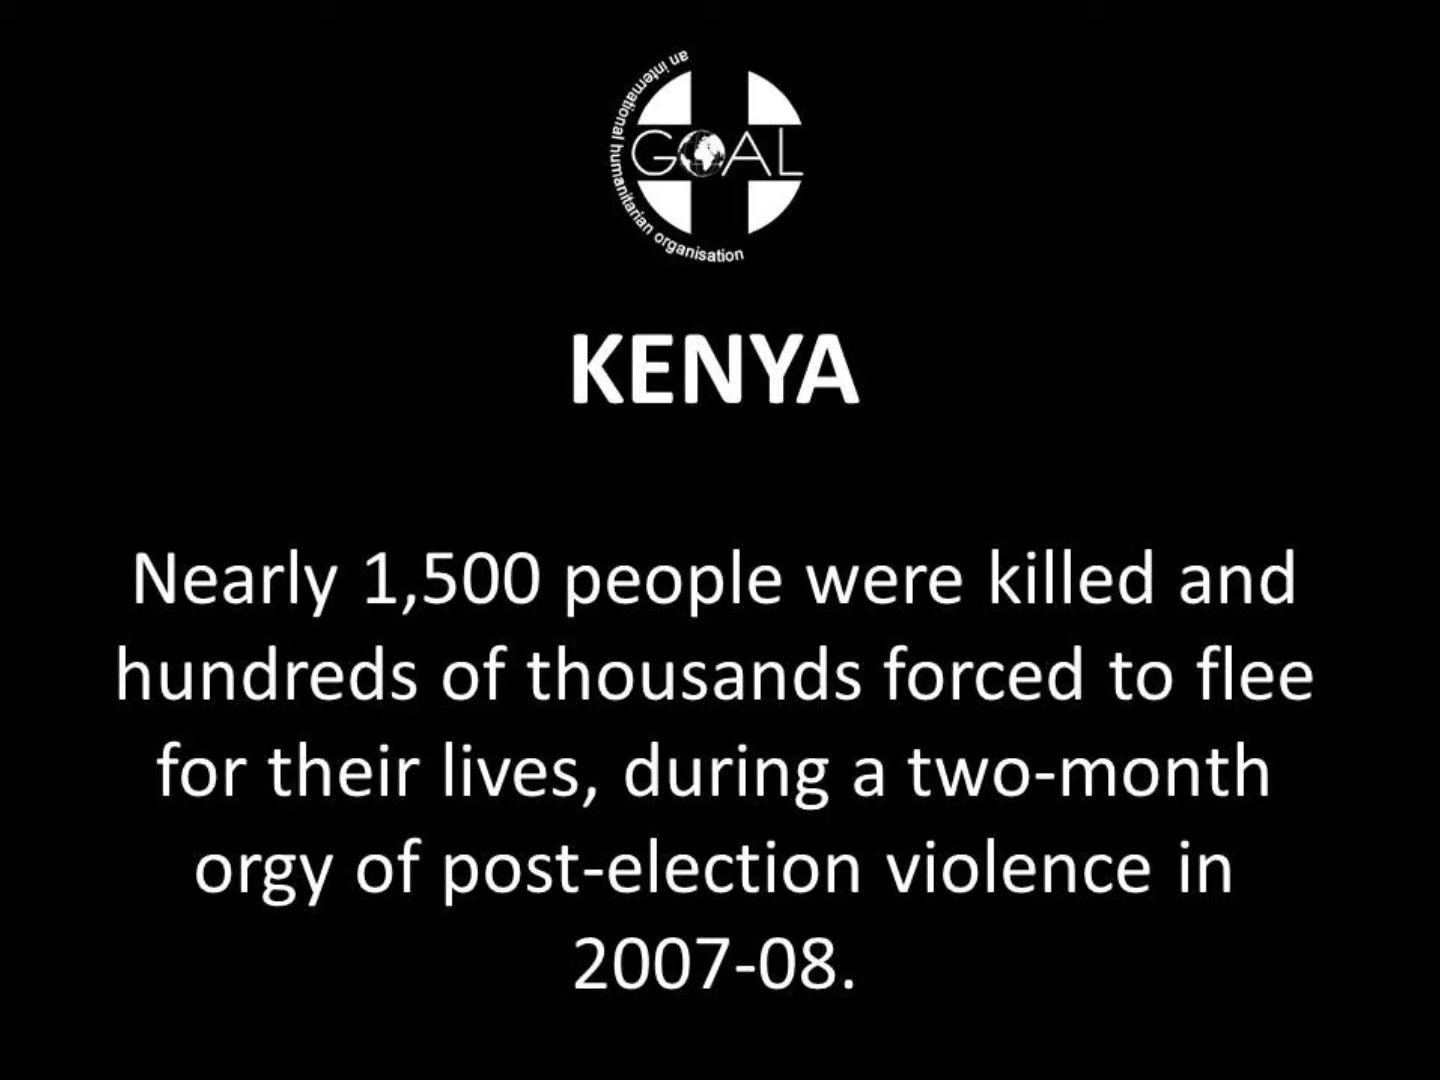 an international humanitarian organisation
GOAL
KENYA
Nearly 1,500 people were killed and
hundreds of thousands forced to flee
for their lives, during a two-month
orgy of post-election violence in
2007-08.